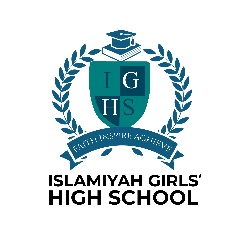 I G
H S
FAITH INSPIRE ACHIEVE
ISLAMIYAH GIRLS'
HIGH SCHOOL